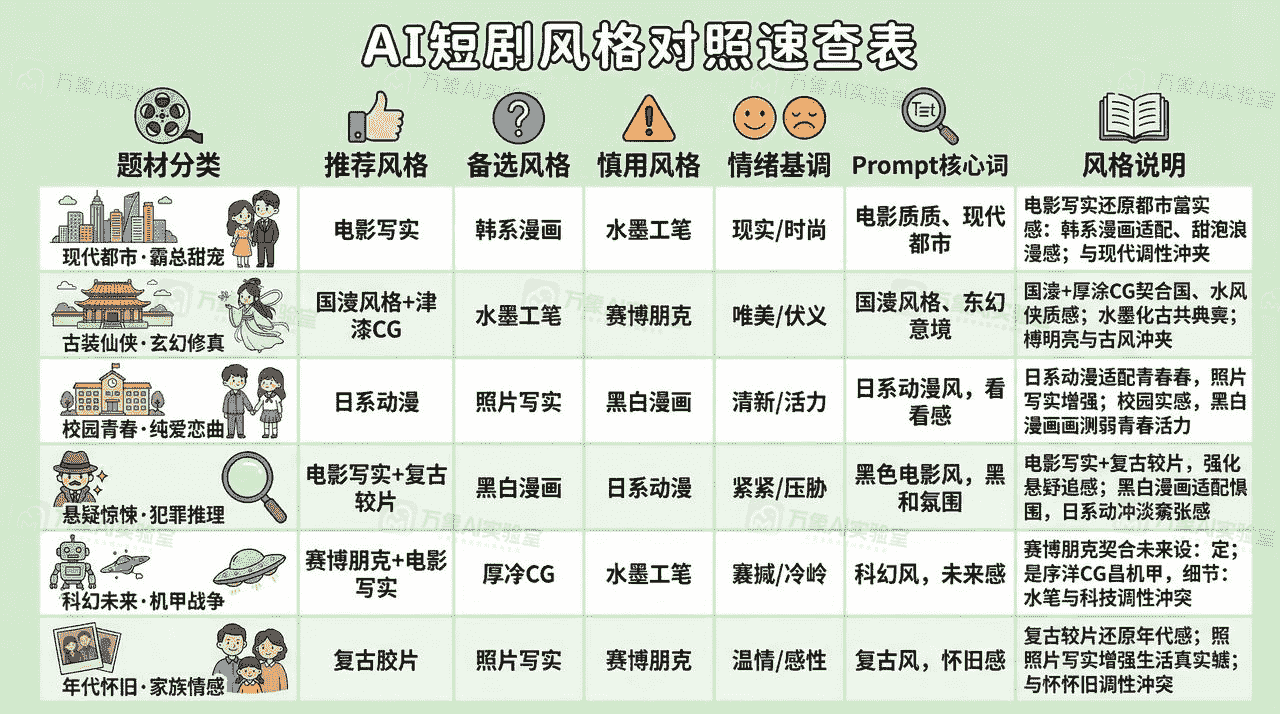 AI短剧风格对照速查表
题材分类
推荐风格
备选风格
慎用风格
情绪基调
Prompt核心词
风格说明
现代都市·霸总甜宠
电影写实
韩系漫画
水墨工笔
现实/时尚
电影质质、现代
都市
电影写实还原都市富实
感：韩系漫画适配、甜泡浪
漫感；与现代调性冲夹
古装仙侠·玄幻修真
国漫风格+津
漆CG
水墨工笔
赛博朋克
唯美/伏义
国漫风格、东幻
意境
厚涂CG契合国、水风
侠质感；水墨化古共典
明亮与古风冲夹
校园青春·纯爱恋曲
日系动漫
照片写实
黑白漫画
清新/活力
日系动漫风，看
看感
日系动漫适配青春春，照片
写实增强；校园实感，黑白
漫画画测弱青春活力
悬疑惊悚·犯罪推理
电影写实+复古
较片
黑白漫画
日系动漫
紧紧/压胁
黑色电影风，黑
和氛围
电影写实+复古较片，强化
悬疑追感；黑白漫画适配惧
围，日系动冲淡张感
科幻未来·机甲战争
赛博朋克+电影
写实
厚冷CG
水墨工笔
冷岭
科幻风，未来感
赛博朋克奖合未来设：定；
是序洋CG昌机甲，细节：
水笔与科技调性冲突
年代怀旧·家族情感
复古胶片
照片写实
赛博朋克
温情/感性
复古风，怀旧感
复古较片还原年代感；照
照片写实增强生活真实
与怀怀旧调性冲突
万象AI实验室